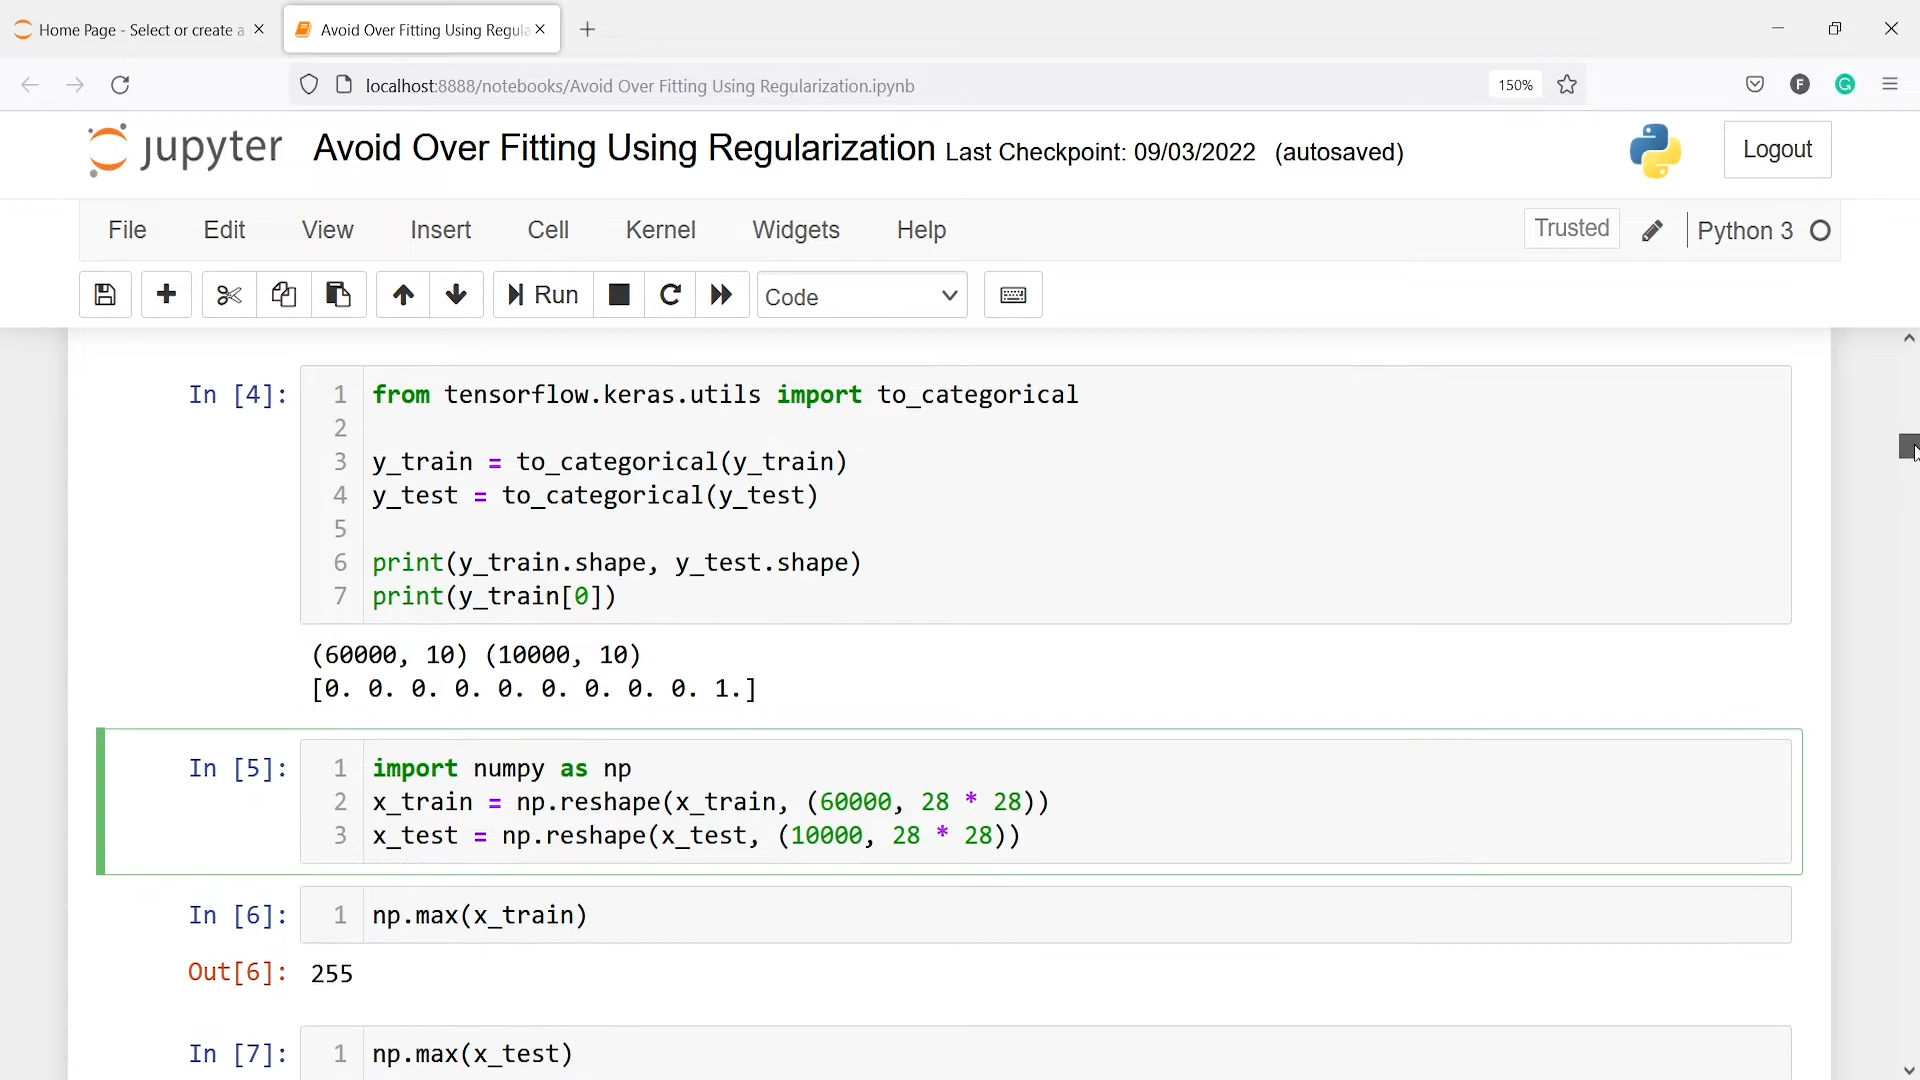 Home Page - Select or create a
Avoid Over Fitting Using Regula
localhost:8888/notebooks/Avoid Over Fitting Using Regularization.ipynb
150%
F
G
jupyter Avoid Over Fitting Using Regularization Last Checkpoint: 09/03/2022 (autosaved)
Logout
File Edit View Insert Cell Kernel Widgets Help
Trusted
Python 3
Run
Code
In [4]:
1 from tensorflow.keras.utils import to_categorical
2
3 y_train = to_categorical(y_train)
4 y_test = to_categorical(y_test)
5
6 print(y_train.shape, y_test.shape)
7 print(y_train[0])
(60000, 10) (10000, 10)
[0. 0. 0. 0. 0. 0. 0. 0. 0. 1.]
In [5]:
1 import numpy as np
2 x_train = np.reshape(x_train, (60000, 28 * 28))
3 x_test = np.reshape(x_test, (10000, 28 * 28))
In [6]:
1 np.max(x_train)
Out[6]: 255
In [7]:
1 np.max(x_test)